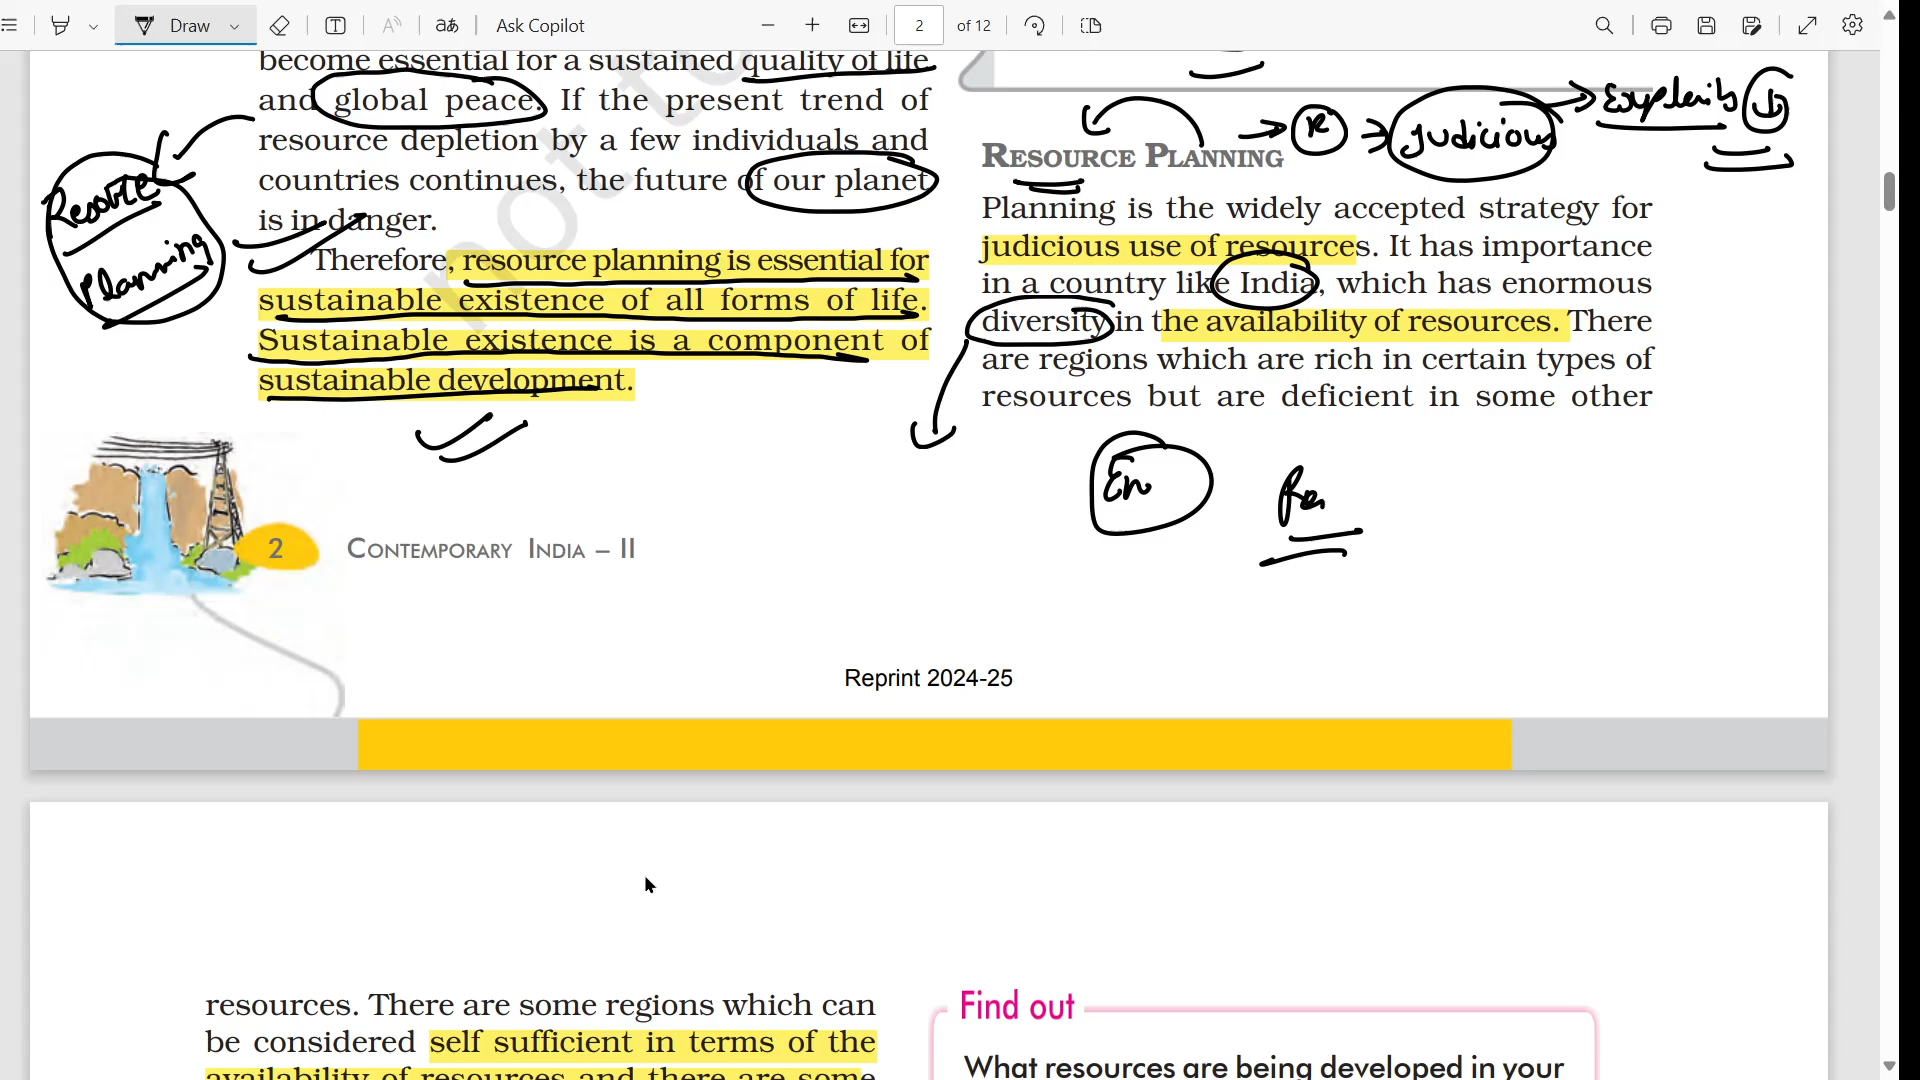 Draw
Ask Copilot
2 of 12
become essential for a sustained quality of life
and global peace. If the present trend of
resource depletion by a few individuals and
countries continues, the future of our planet
is in danger.
Therefore, resource planning is essential for
sustainable existence of all forms of life.
Sustainable existence is a component of
sustainable development.
Planning
2
CONTEMPORARY INDIA – II
RESOURCE PLANNING
R
Judicious
Planning is the widely accepted strategy for
judicious use of resources. It has importance
in a country like India, which has enormous
diversity in the availability of resources. There
are regions which are rich in certain types of
resources but are deficient in some other
Reprint 2024-25
resources. There are some regions which can
be considered self sufficient in terms of the
availability of resources and there are some
Find out
What resources are being developed in your